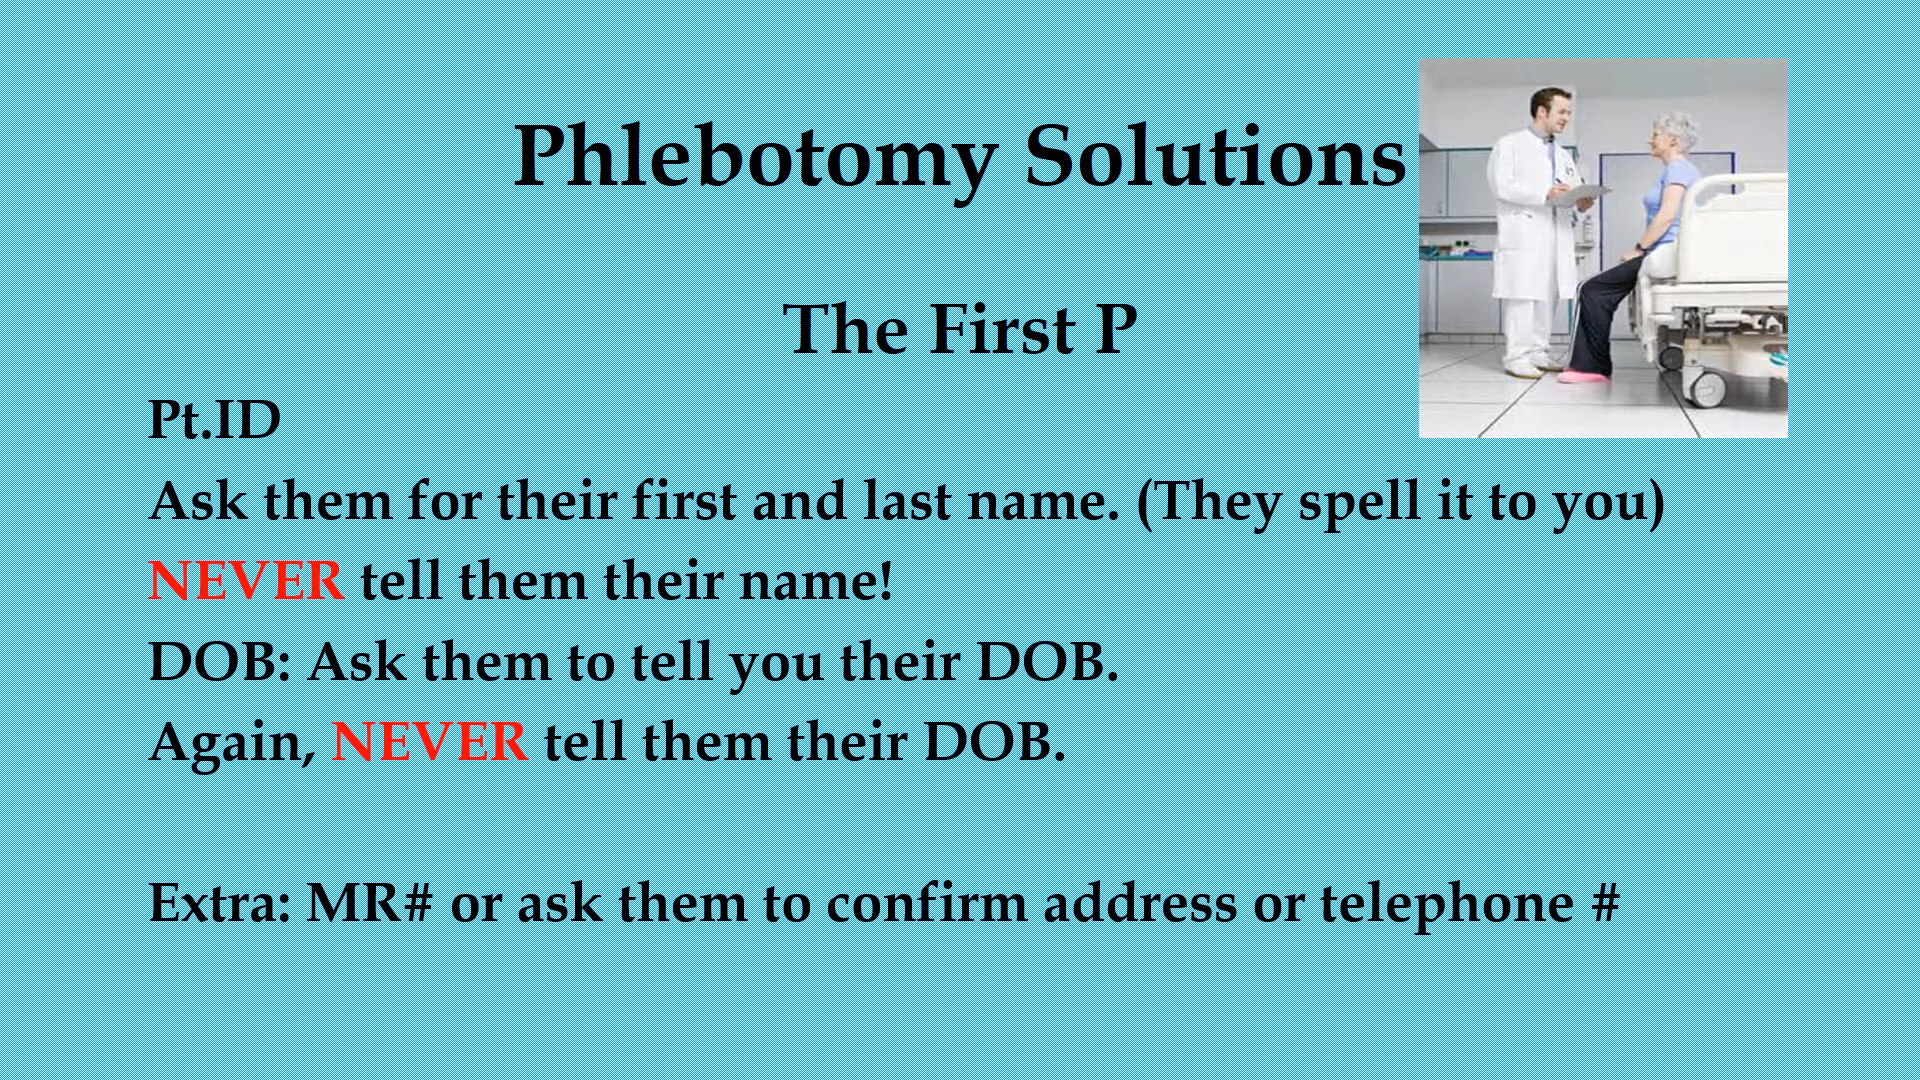 Phlebotomy Solutions
The First P
Pt.ID
Ask them for their first and last name. (They spell it to you)
NEVER tell them their name!
DOB: Ask them to tell you their DOB.
Again, NEVER tell them their DOB.
Extra: MR# or ask them to confirm address or telephone #